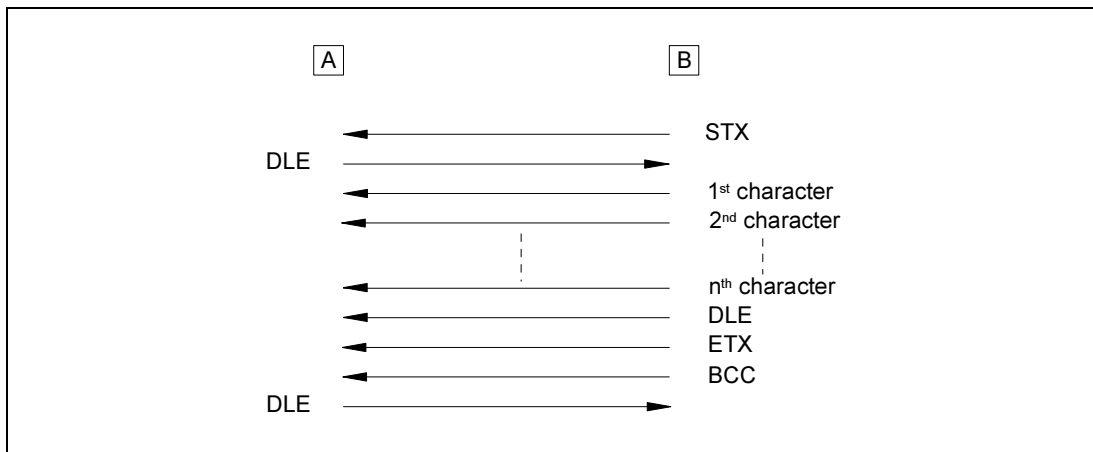 A B
STX
DLE
1st character
2nd character
nth character
DLE
ETX
BCC
DLE